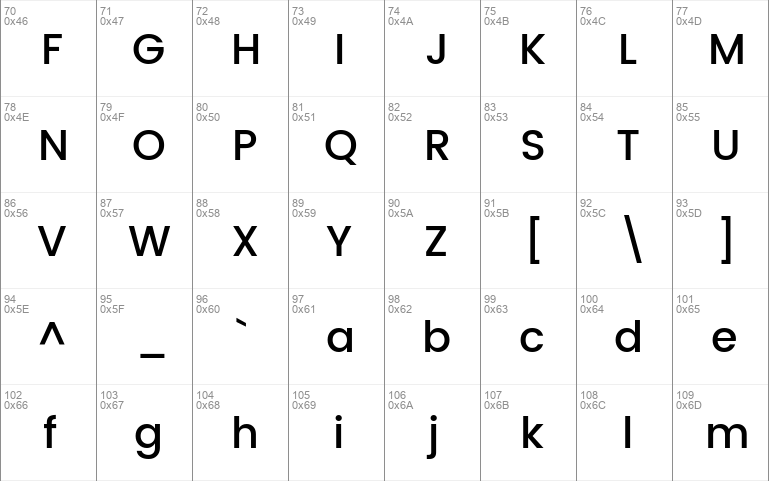 70 71 72 73 74 75 76 77
0x46 0x47 0x48 0x49 0x4A 0x4B 0x4C 0x4D
F G H I J K L M
78 79 80 81 82 83 84 85
0x4E 0x4F 0x50 0x51 0x52 0x53 0x54 0x55
N O P Q R S T U
86 87 88 89 90 91 92 93
0x56 0x57 0x58 0x59 0x5A 0x5B 0x5C 0x5D
V W X Y Z [ \ ]
94 95 96 97 98 99 100 101
0x5E 0x5F 0x60 0x61 0x62 0x63 0x64 0x65
^ _ ` a b c d e
102 103 104 105 106 107 108 109
0x66 0x67 0x68 0x69 0x6A 0x6B 0x6C 0x6D
f g h i j k l m